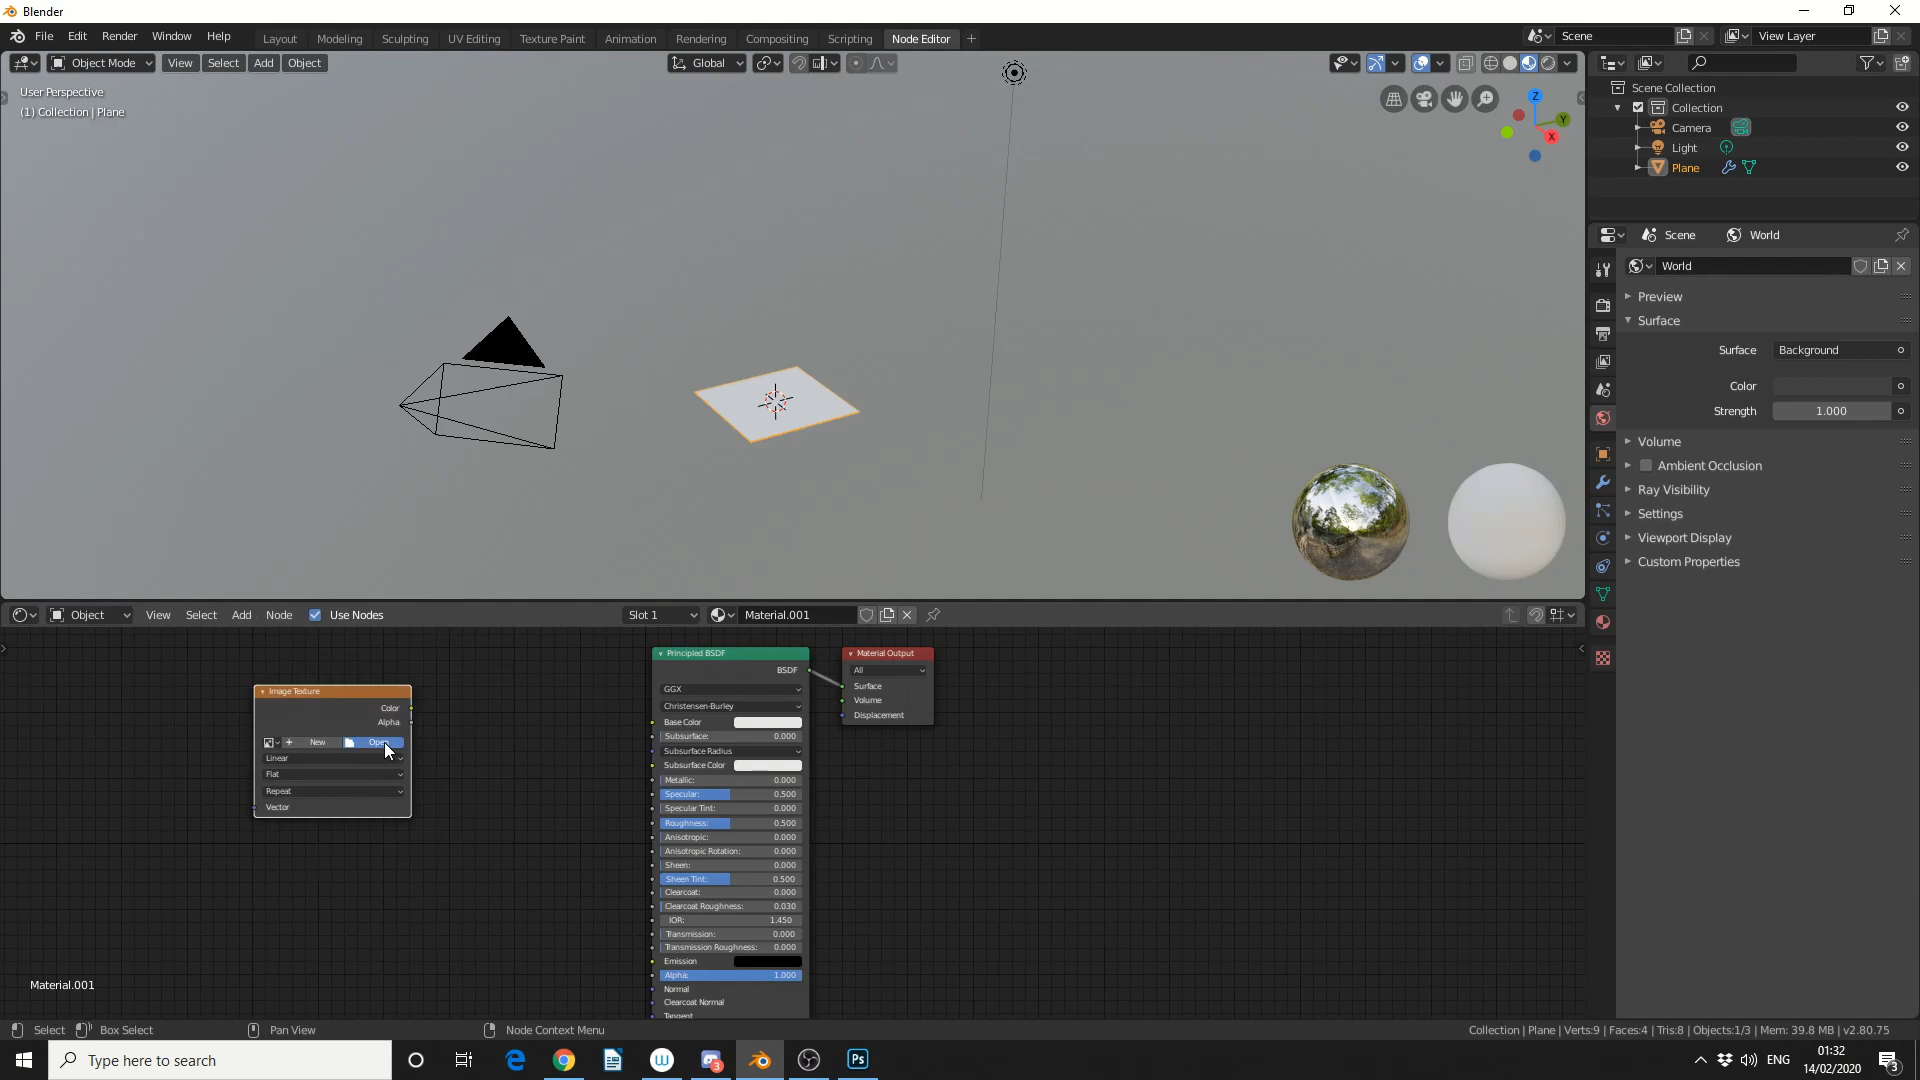 Blender
File Edit Render Window Help
Layout Modeling Sculpting UV Editing Texture Paint Animation Rendering Compositing Scripting Node Editor
Scene
View Layer
Object Mode View Select Add Object
Global
User Perspective
(1) Collection | Plane
Z
Y
X
Scene Collection
Collection
Camera
Light
Plane
Scene World
World
Preview
Surface
Surface Background
Color
Strength 1.000
Volume
Ambient Occlusion
Ray Visibility
Settings
Viewport Display
Custom Properties
Object View Select Add Node Use Nodes
Slot 1 Material.001
Image Texture
Color
Alpha
New Open
Linear
Flat
Repeat
Vector
Principled BSDF
BSDF
GGX
Christensen-Burley
Base Color
Subsurface: 0.000
Subsurface Radius
Subsurface Color
Metallic: 0.000
Specular: 0.500
Specular Tint: 0.000
Roughness: 0.500
Anisotropic: 0.000
Anisotropic Rotation: 0.000
Sheen: 0.000
Sheen Tint: 0.500
Clearcoat: 0.000
Clearcoat Roughness: 0.030
IOR: 1.450
Transmission: 0.000
Transmission Roughness: 0.000
Emission
Alpha: 1.000
Normal
Clearcoat Normal
Tangent
Material Output
All
Surface
Volume
Displacement
Material.001
Select Box Select Pan View Node Context Menu
Collection | Plane | Verts:9 | Faces:4 | Tris:8 | Objects:1/3 | Mem: 39.8 MB | v2.80.75
Type here to search
W
3
Ps
ENG
01:32
14/02/2020
3